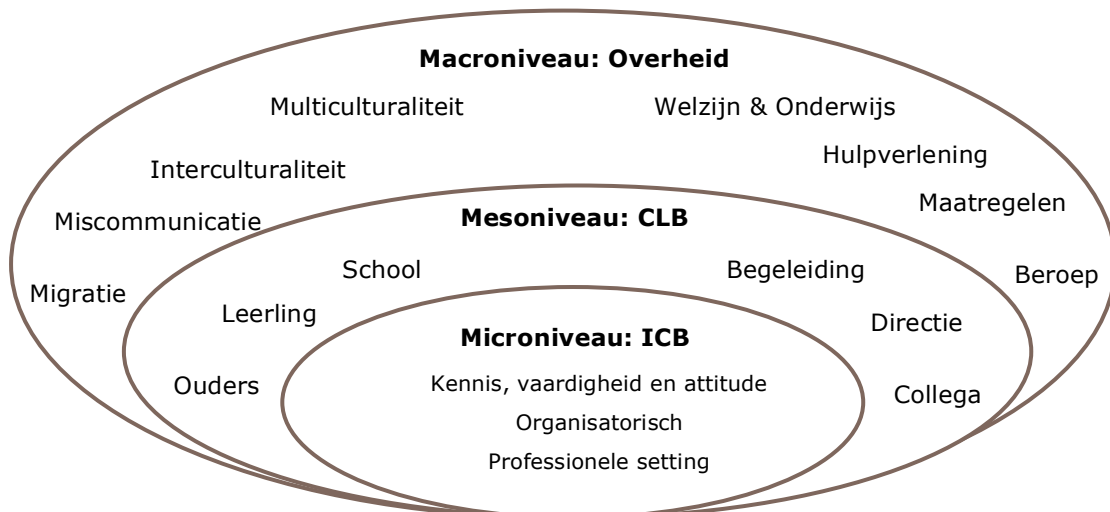 Macroniveau: Overheid
Multiculturaliteit
Welzijn & Onderwijs
Interculturaliteit
Hulpverlening
Miscommunicatie
Maatregelen
Migratie
Beroep
Mesoniveau: CLB
School
Begeleiding
Leerling
Directie
Ouders
Collega
Microniveau: ICB
Kennis, vaardigheid en attitude
Organisatorisch
Professionele setting